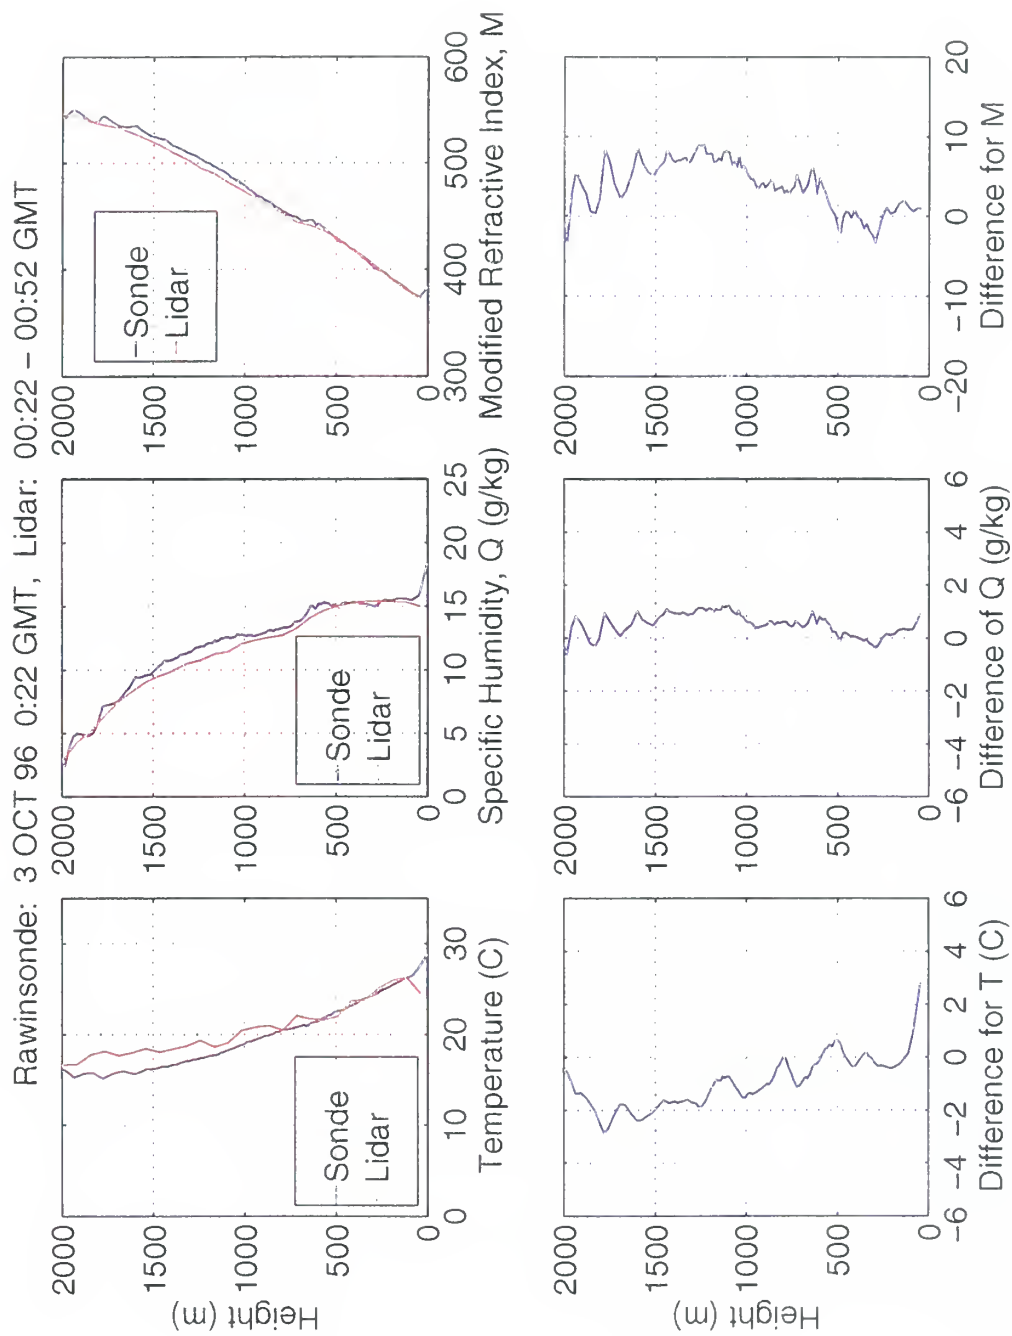 Rawinsonde: 3 OCT 96 0:22 GMT, Lidar: 00:22 – 00:52 GMT
2000
1500
1000
500
0
Height (m)
Sonde
Lidar
0 10 20 30
Temperature (C)
2000
1500
1000
500
0
Sonde
Lidar
0 5 10 15 20 25
Specific Humidity, Q (g/kg)
2000
1500
1000
500
0
Sonde
Lidar
300 400 500 600
Modified Refractive Index, M
2000
1500
1000
500
0
Height (m)
−6 −4 −2 0 2 4 6
Difference for T (C)
2000
1500
1000
500
0
−6 −4 −2 0 2 4 6
Difference of Q (g/kg)
2000
1500
1000
500
0
−20 −10 0 10 20
Difference for M